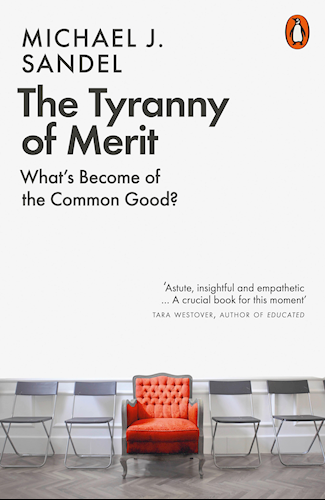 MICHAEL J.
SANDEL
The Tyranny
of Merit
What's Become of
the Common Good?
'Astute, insightful and empathetic
... A crucial book for this moment'
TARA WESTOVER, AUTHOR OF EDUCATED